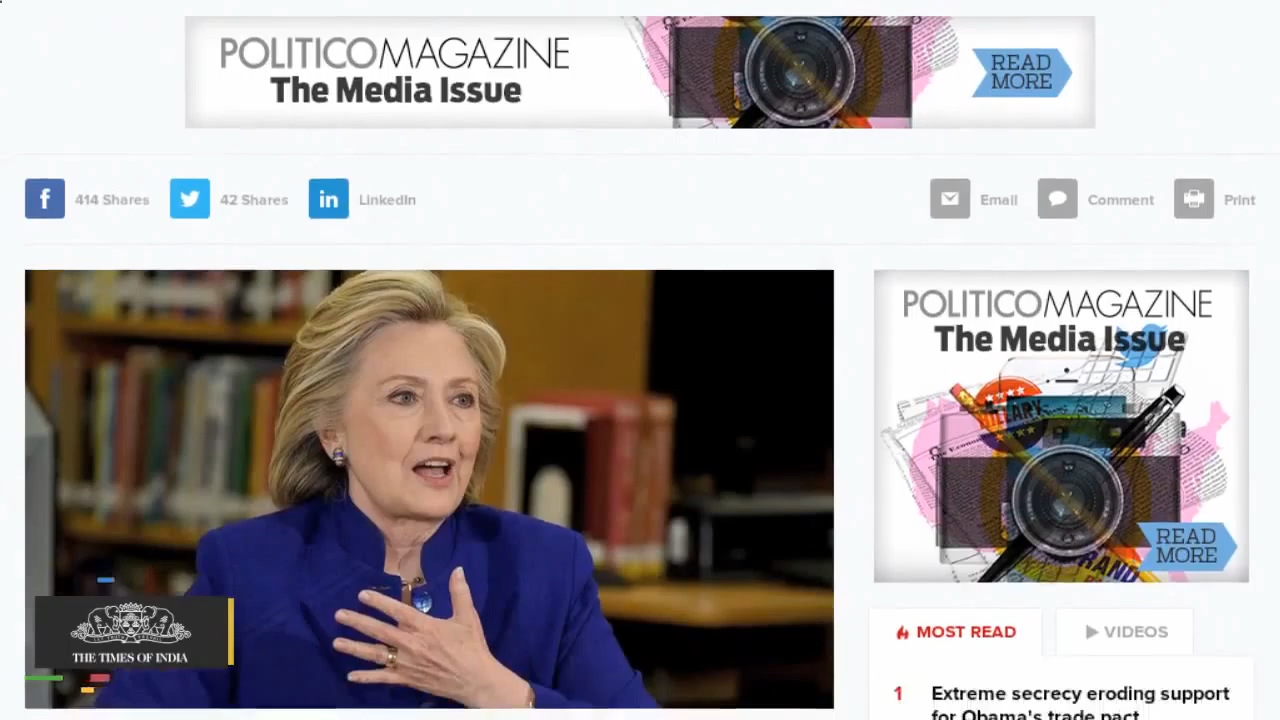 POLITICOMAGAZINE
The Media Issue
READ
MORE
f
414 Shares
42 Shares
in
LinkedIn
Email
Comment
Print
POLITICOMAGAZINE
The Media Issue
READ
MORE
THE TIMES OF INDIA
MOST READ
VIDEOS
1
Extreme secrecy eroding support
for Obama's trade pact